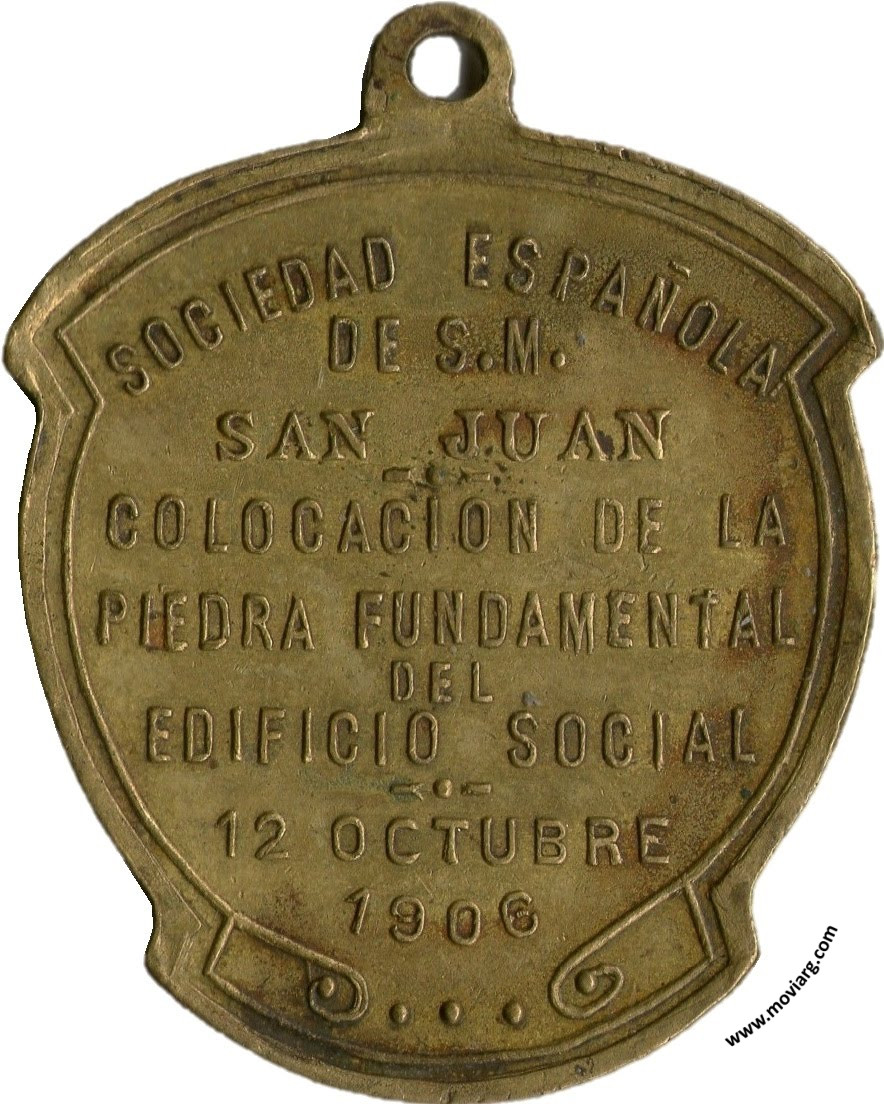 SOCIEDAD ESPAÑOLA
DE S.M.
SAN JUAN
COLOCACION DE LA
PIEDRA FUNDAMENTAL
DEL
EDIFICIO SOCIAL
12 OCTUBRE
1906
www.moviarg.com